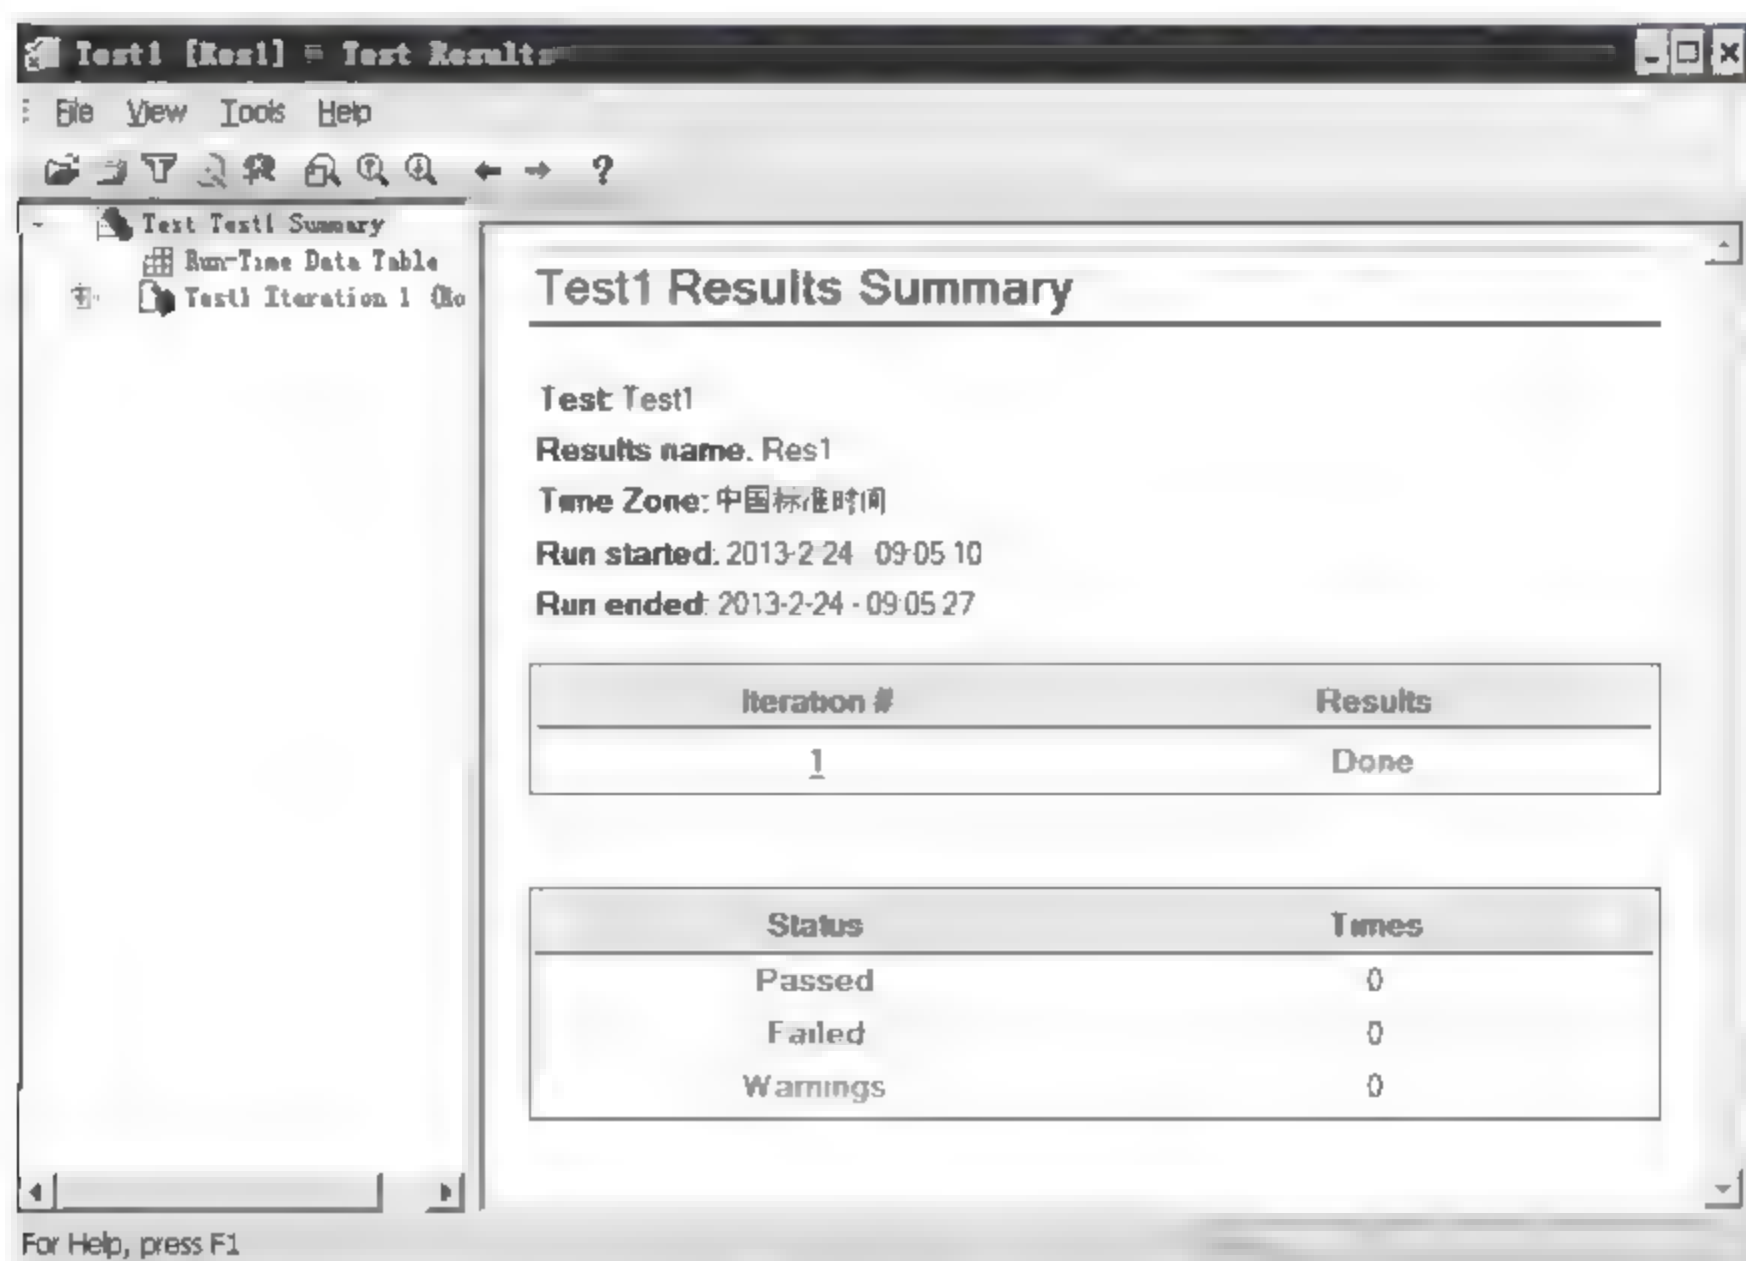 Test1 [Res1] - Test Results
File View Tools Help
Test Test1 Summary
Run-Time Data Table
Test1 Iteration 1 (Ro
Test1 Results Summary
Test: Test1
Results name: Res1
Time Zone: 中国标准时间
Run started: 2013-2-24 - 09:05:10
Run ended: 2013-2-24 - 09:05:27
Iteration # Results
1 Done
Status Times
Passed 0
Failed 0
Warnings 0
For Help, press F1